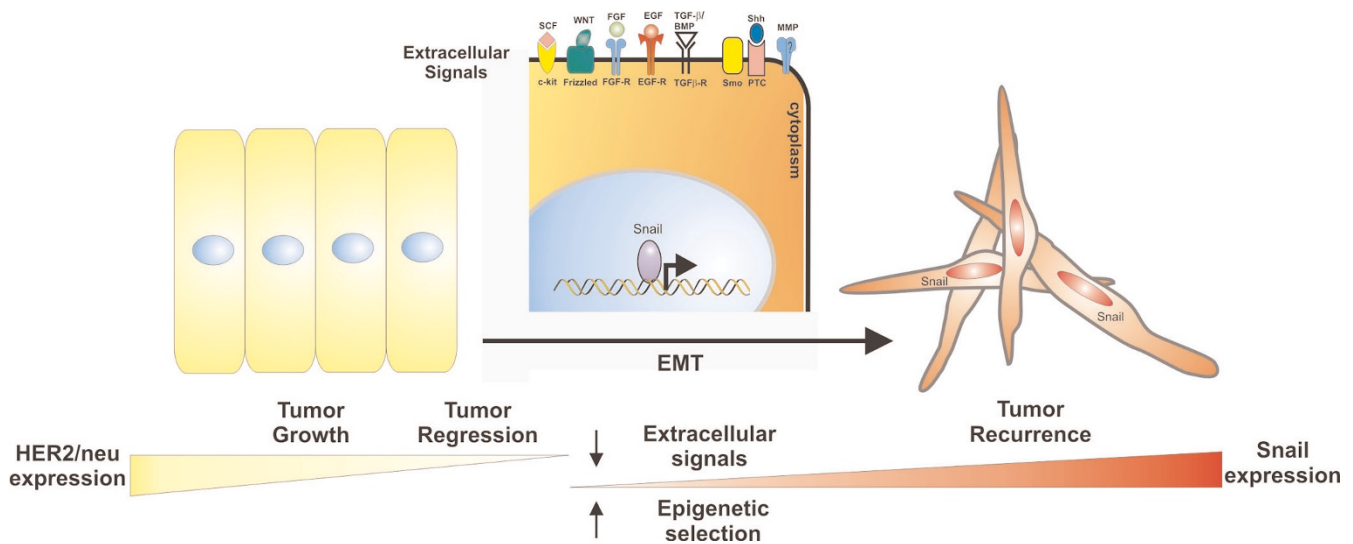 SCF
WNT
FGF
EGF
TGF-β/
BMP
Shh
MMP
Extracellular
Signals
c-kit
Frizzled
FGF-R
EGF-R
TGFβ-R
Smo
PTC
cytoplasm
Snail
Snail
Snail
EMT
Tumor
Growth
Tumor
Regression
Extracellular
signals
Tumor
Recurrence
HER2/neu
expression
Snail
expression
Epigenetic
selection